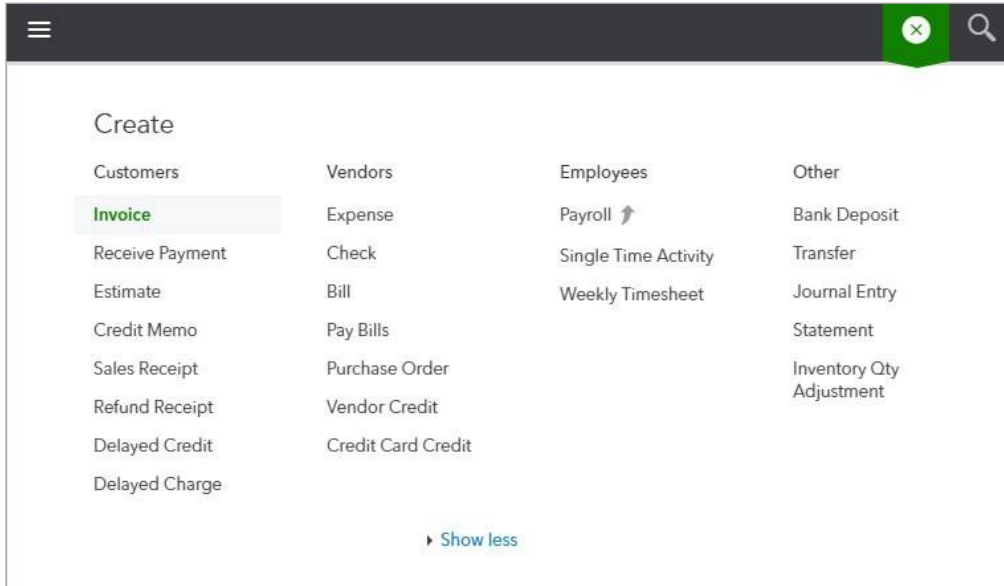 Create
Customers
Invoice
Receive Payment
Estimate
Credit Memo
Sales Receipt
Refund Receipt
Delayed Credit
Delayed Charge
Vendors
Expense
Check
Bill
Pay Bills
Purchase Order
Vendor Credit
Credit Card Credit
Employees
Payroll
Single Time Activity
Weekly Timesheet
Other
Bank Deposit
Transfer
Journal Entry
Statement
Inventory Qty
Adjustment
Show less